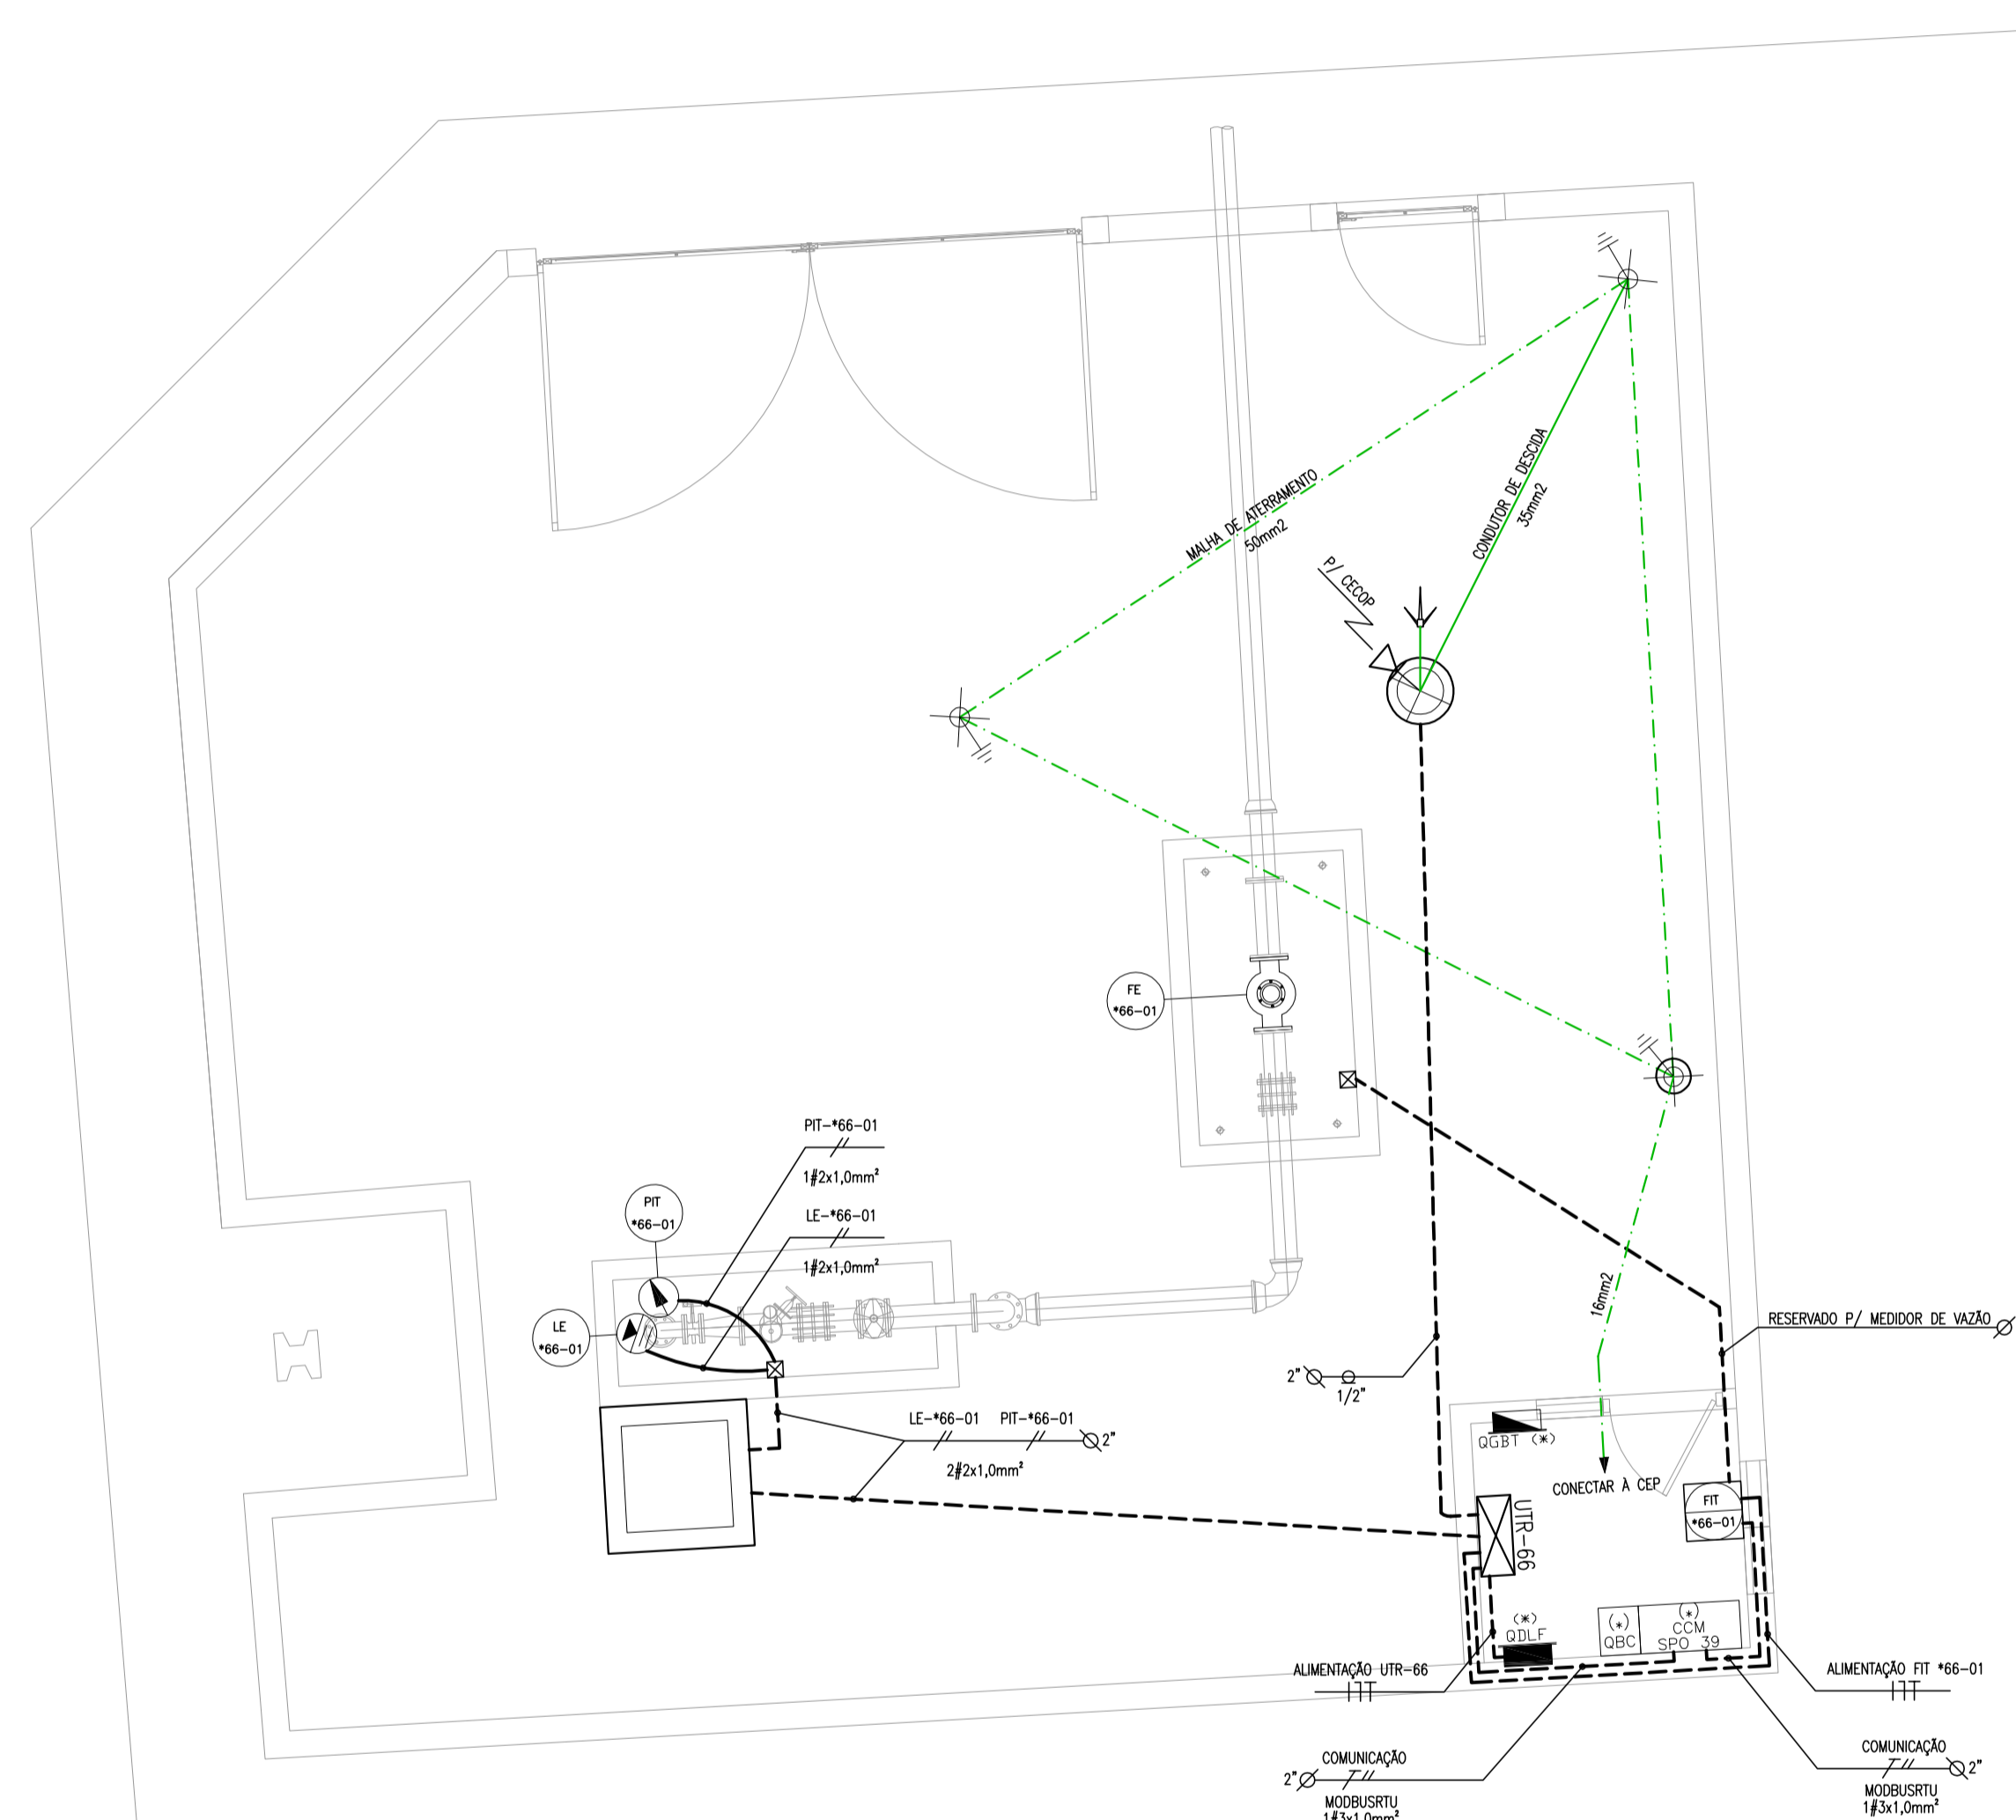 MALHA DE ATERRAMENTO
50mm2
CONDUTOR DE DESCIDA
35mm2
P/ CECOP
FE
*66-01
PIT-*66-01
1#2x1,0mm²
PIT
*66-01
LE-*66-01
1#2x1,0mm²
LE
*66-01
16mm2
RESERVADO P/ MEDIDOR DE VAZÃO
2"
1/2"
LE-*66-01 PIT-*66-01
2"
2#2x1,0mm²
QGBT (*)
CONECTAR À CEP
FIT
*66-01
UTR-66
(*)
QDLF
(*)
QBC
(*)
CCM
SPO 39
ALIMENTAÇÃO UTR-66
ALIMENTAÇÃO FIT *66-01
COMUNICAÇÃO
2"
MODBUSRTU
1#3x1,0mm²
COMUNICAÇÃO
2"
MODBUSRTU
1#3x1,0mm²